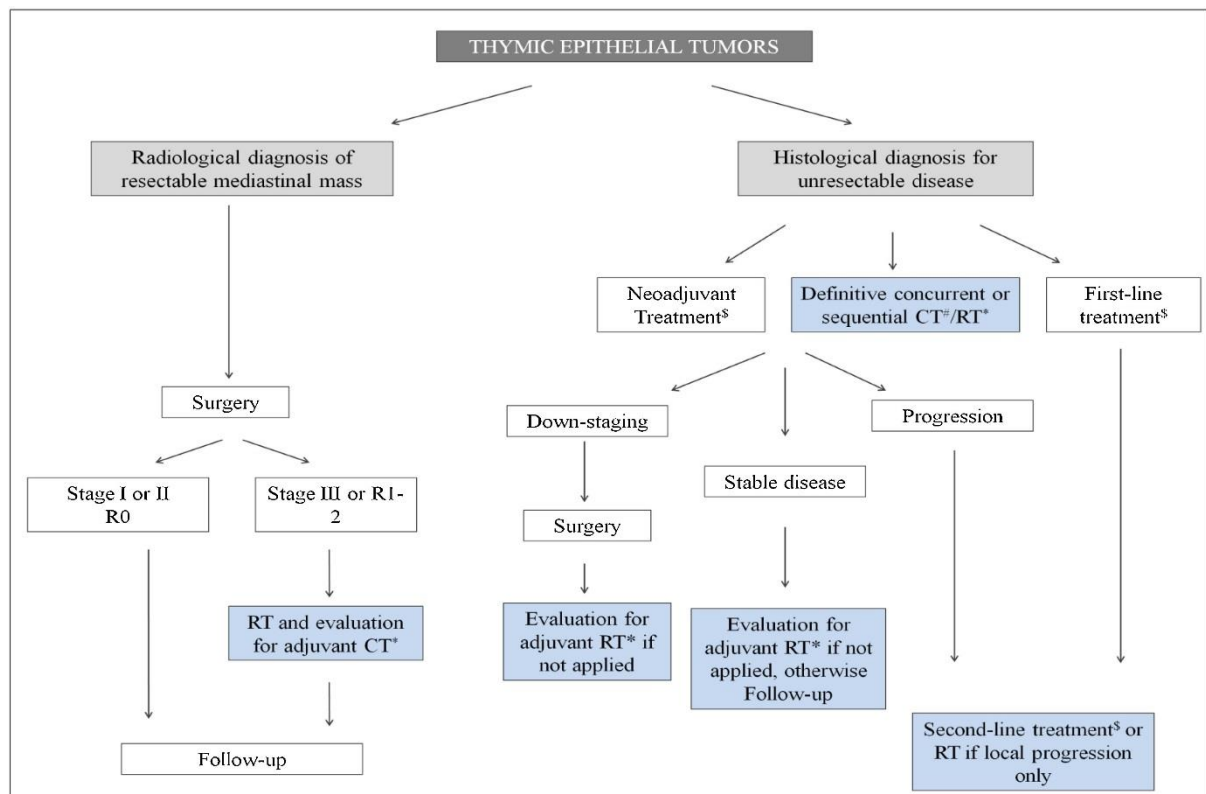 THYMIC EPITHELIAL TUMORS
Radiological diagnosis of
resectable mediastinal mass
Histological diagnosis for
unresectable disease
Neoadjuvant
Treatment$
Definitive concurrent or
sequential CT#/RT*
First-line
treatment$
Surgery
Down-staging
Progression
Stage I or II
R0
Stage III or R1-
2
Stable disease
Surgery
RT and evaluation
for adjuvant CT*
Evaluation for
adjuvant RT* if
not applied
Evaluation for
adjuvant RT* if not
applied, otherwise
Follow-up
Follow-up
Second-line treatment$ or
RT if local progression
only